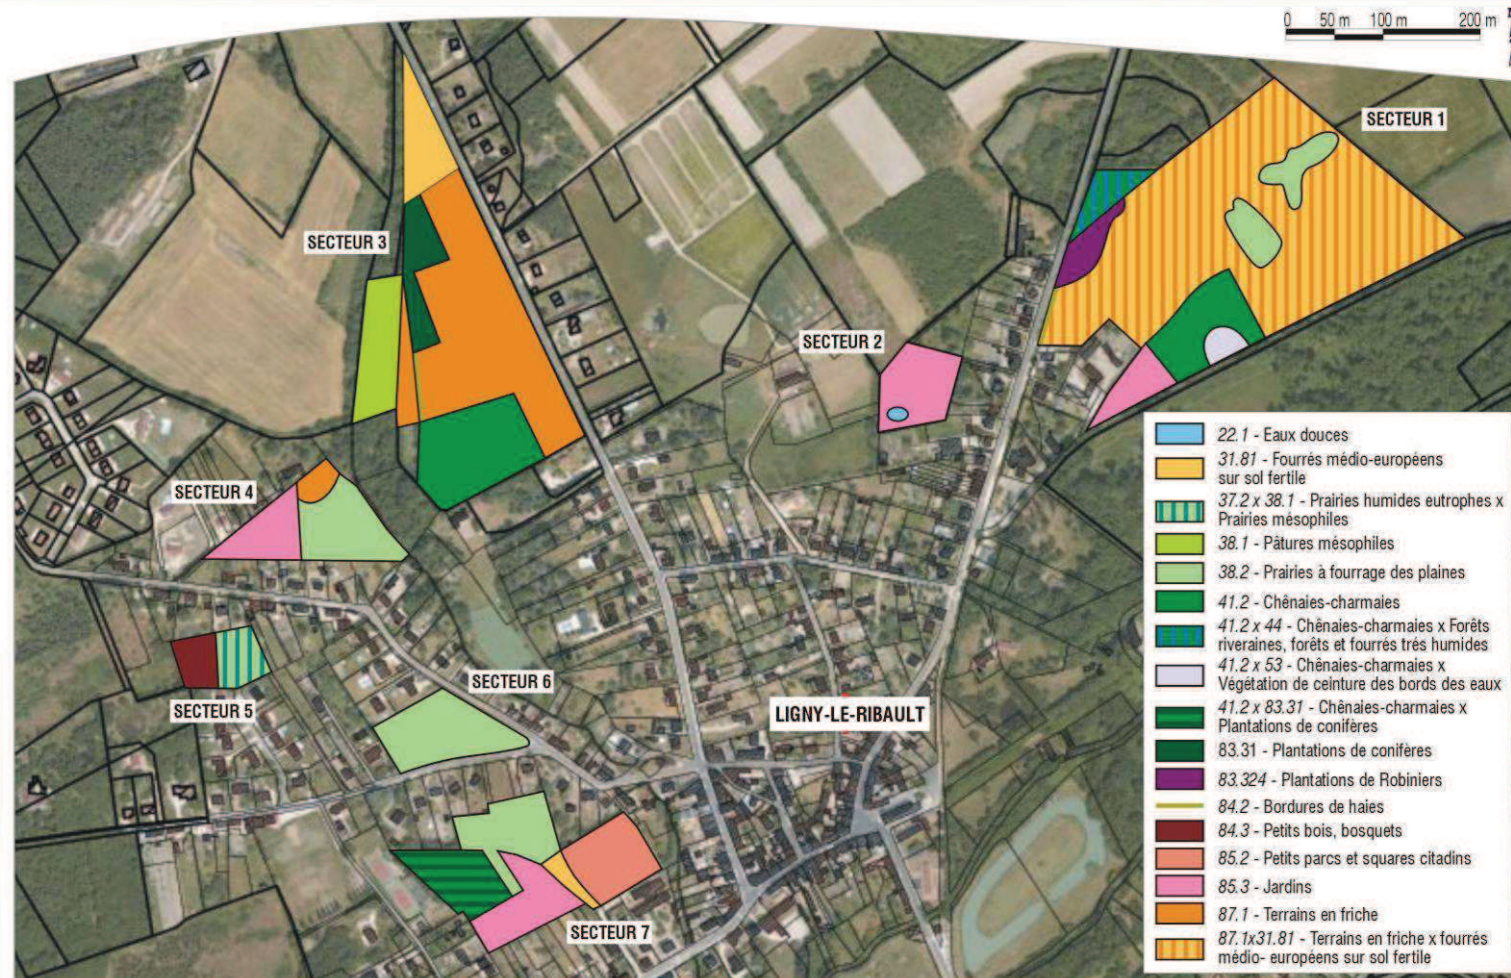 0 50 m 100 m 200 m
SECTEUR 1
SECTEUR 3
SECTEUR 2
SECTEUR 4
SECTEUR 5
SECTEUR 6
LIGNY-LE-RIBAULT
SECTEUR 7
22.1 - Eaux douces
31.81 - Fourrés médio-européens
sur sol fertile
37.2 x 38.1 - Prairies humides eutrophes x
Prairies mésophiles
38.1 - Pâtures mésophiles
38.2 - Prairies à fourrage des plaines
41.2 - Chênaies-charmaies
41.2 x 44 - Chênaies-charmaies x Forêts
riveraines, forêts et fourrés trés humides
41.2 x 53 - Chênaies-charmaies x
Végétation de ceinture des bords des eaux
41.2 x 83.31 - Chênaies-charmaies x
Plantations de conifères
83.31 - Plantations de conifères
83.324 - Plantations de Robiniers
84.2 - Bordures de haies
84.3 - Petits bois, bosquets
85.2 - Petits parcs et squares citadins
85.3 - Jardins
87.1 - Terrains en friche
87.1x31.81 - Terrains en friche x fourrés
médio- européens sur sol fertile